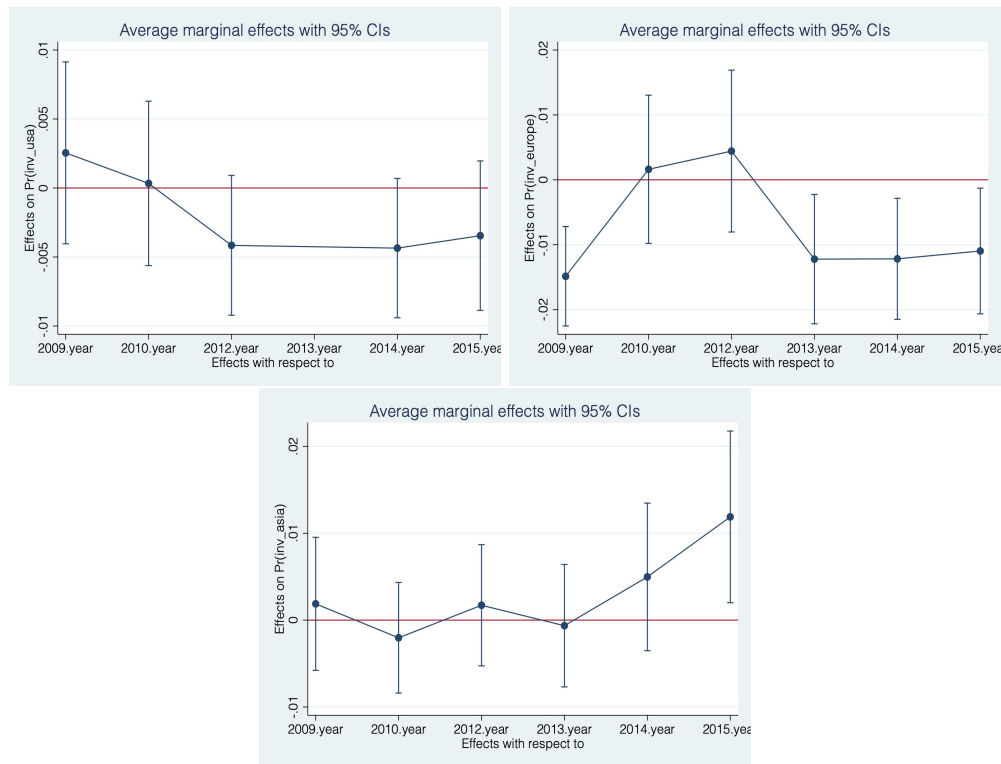 Average marginal effects with 95% CIs
Effects on Pr(inv_usa)
.01
.005
0
-.005
-.01
2009.year 2010.year 2012.year 2013.year 2014.year 2015.yea
Effects with respect to
Average marginal effects with 95% CIs
Effects on Pr(inv_europe)
.02
.01
0
-.01
-.02
2009.year 2010.year 2012.year 2013.year 2014.year 2015.yea
Effects with respect to
Average marginal effects with 95% CIs
Effects on Pr(inv_asia)
.02
.01
0
-.01
2009.year 2010.year 2012.year 2013.year 2014.year 2015.yea
Effects with respect to